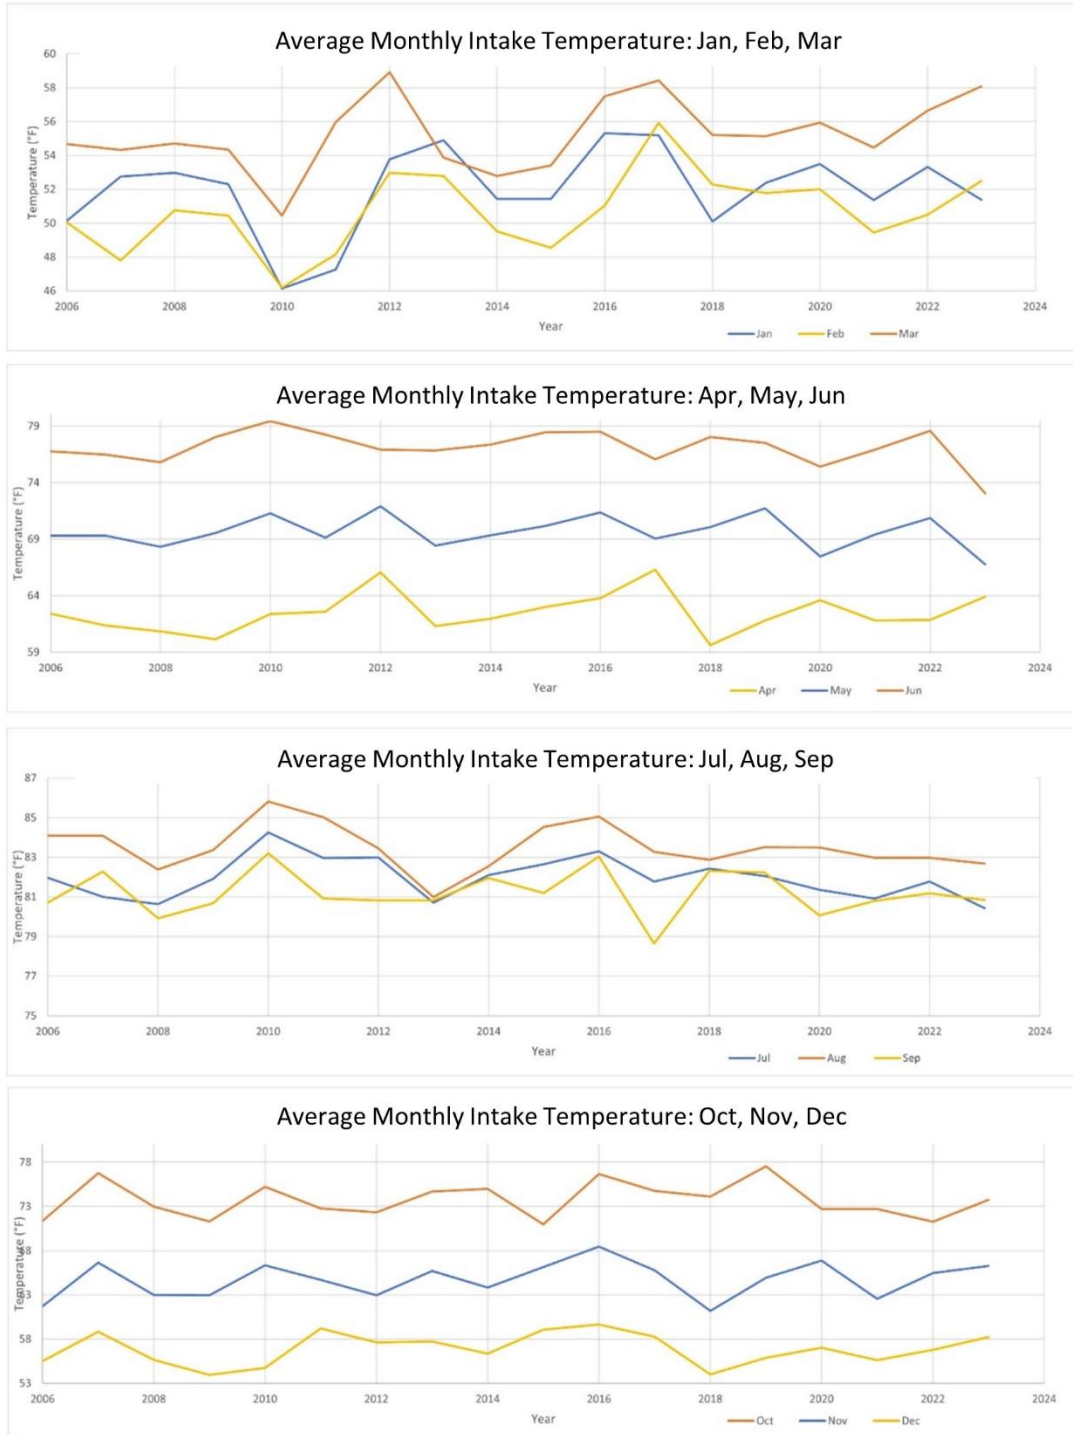 Average Monthly Intake Temperature: Jan, Feb, Mar
60
58
56
54
52
50
48
46
Temperature (°F)
2006 2008 2010 2012 2014 2016 2018 2020 2022 2024
Year
Jan Feb Mar
Average Monthly Intake Temperature: Apr, May, Jun
79
74
69
64
59
Temperature (°F)
2006 2008 2010 2012 2014 2016 2018 2020 2022 2024
Year
Apr May Jun
Average Monthly Intake Temperature: Jul, Aug, Sep
87
85
83
81
79
77
75
Temperature (°F)
2006 2008 2010 2012 2014 2016 2018 2020 2022 2024
Year
Jul Aug Sep
Average Monthly Intake Temperature: Oct, Nov, Dec
78
73
68
63
58
53
Temperature (°F)
2006 2008 2010 2012 2014 2016 2018 2020 2022 2024
Year
Oct Nov Dec